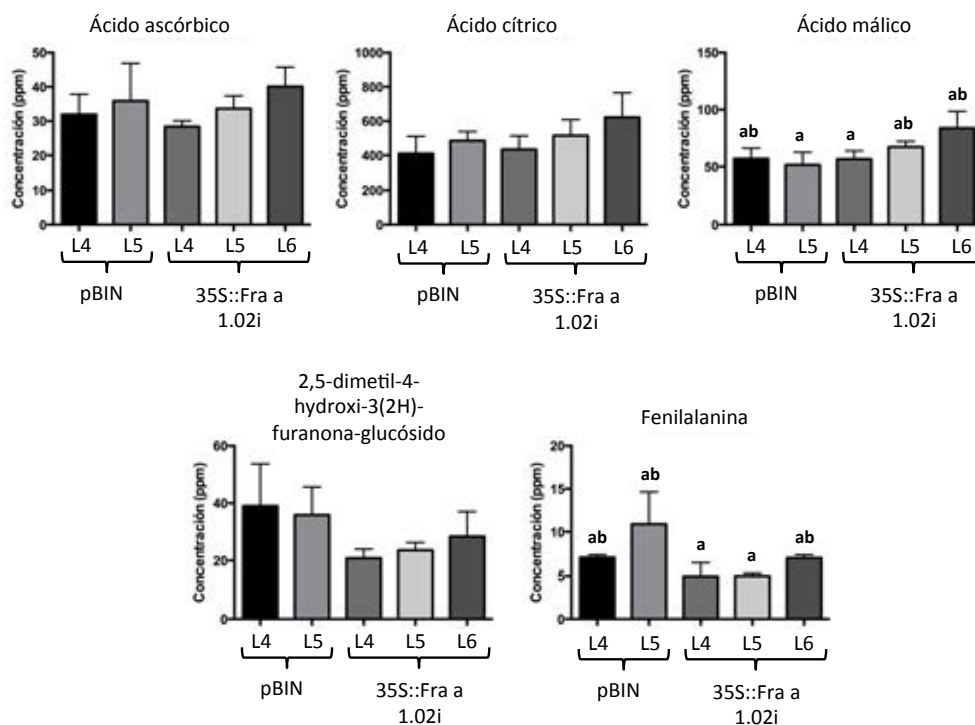 Ácido ascórbico
Concentración (ppm)
50
40
30
20
10
0
L4 L5 L4 L5 L6
pBIN
35S::Fra a
1.02i
Ácido cítrico
Concentración (ppm)
1000
800
600
400
200
0
L4 L5 L4 L5 L6
pBIN
35S::Fra a
1.02i
Ácido málico
Concentración (ppm)
150
100
50
0
ab a a ab ab
L4 L5 L4 L5 L6
pBIN
35S::Fra a
1.02i
2,5-dimetil-4-
hydroxi-3(2H)-
furanona-glucósido
Concentración (ppm)
60
40
20
0
L4 L5 L4 L5 L6
pBIN
35S::Fra a
1.02i
Fenilalanina
Concentración (ppm)
20
15
10
5
0
ab ab a a ab
L4 L5 L4 L5 L6
pBIN
35S::Fra a
1.02i